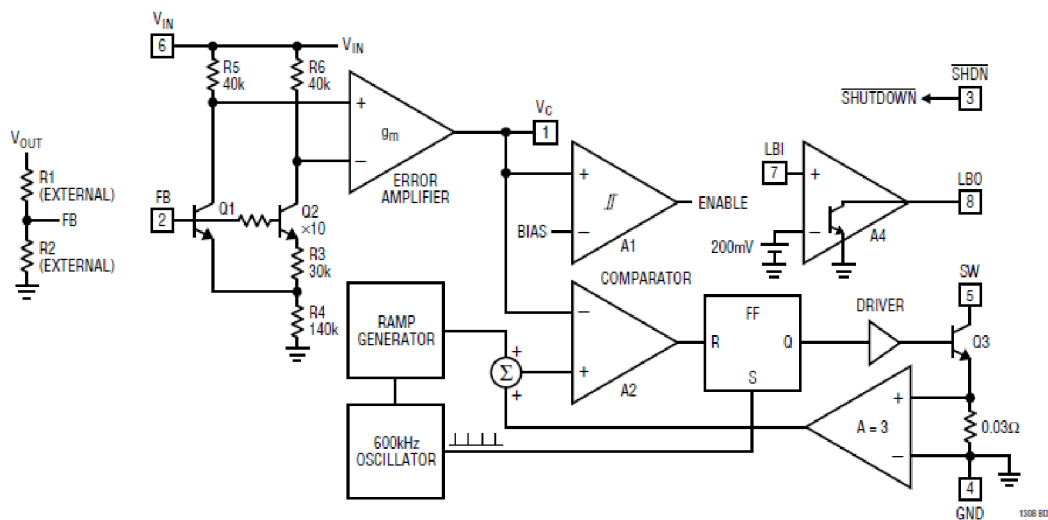 VIN
6
VIN
R5
40k
R6
40k
SHDN
SHUTDOWN
3
+
gm
−
ERROR
AMPLIFIER
VC
1
VOUT
R1
(EXTERNAL)
FB
R2
(EXTERNAL)
FB
2
Q1
Q2
×10
R3
30k
R4
140k
+
−
BIAS
A1
ENABLE
LBI
7
+
−
200mV
A4
LBO
8
COMPARATOR
−
+
A2
RAMP
GENERATOR
+
Σ
+
600kHz
OSCILLATOR
FF
R
Q
S
DRIVER
SW
5
Q3
+
A = 3
−
0.03Ω
4
GND
1308 BD